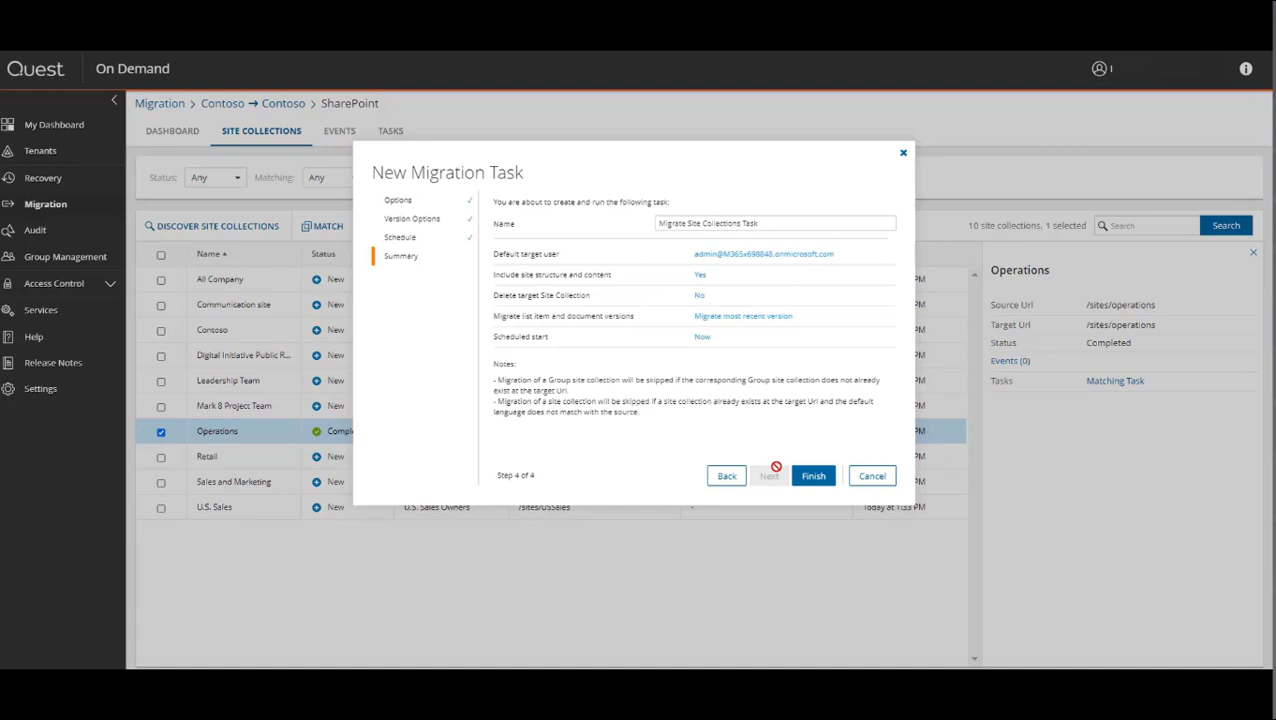 Quest On Demand
Migration > Contoso → Contoso > SharePoint
My Dashboard
Tenants
Recovery
Migration
Audit
Group Management
Access Control
Services
Help
Release Notes
Settings
DASHBOARD SITE COLLECTIONS EVENTS TASKS
Status: Any Matching: Any
DISCOVER SITE COLLECTIONS MATCH
10 site collections, 1 selected Search Search
Name Status
All Company New
Communication site New
Contoso New
Digital Initiative Public R... New
Leadership Team New
Mark 8 Project Team New
Operations Compl
Retail New
Sales and Marketing New
U.S. Sales New U.S. Sales Owners /sites/USSales - Today at 1:33 PM
New Migration Task
Options
Version Options
Schedule
Summary
You are about to create and run the following task:
Name Migrate Site Collections Task
Default target user admin@M365x698848.onmicrosoft.com
Include site structure and content Yes
Delete target Site Collection No
Migrate list item and document versions Migrate most recent version
Scheduled start Now
Notes:
- Migration of a Group site collection will be skipped if the corresponding Group site collection does not already
exist at the target Url.
- Migration of a site collection will be skipped if a site collection already exists at the target Url and the default
language does not match with the source.
Step 4 of 4 Back Next Finish Cancel
Operations
Source Url /sites/operations
Target Url /sites/operations
Status Completed
Events (0)
Tasks Matching Task